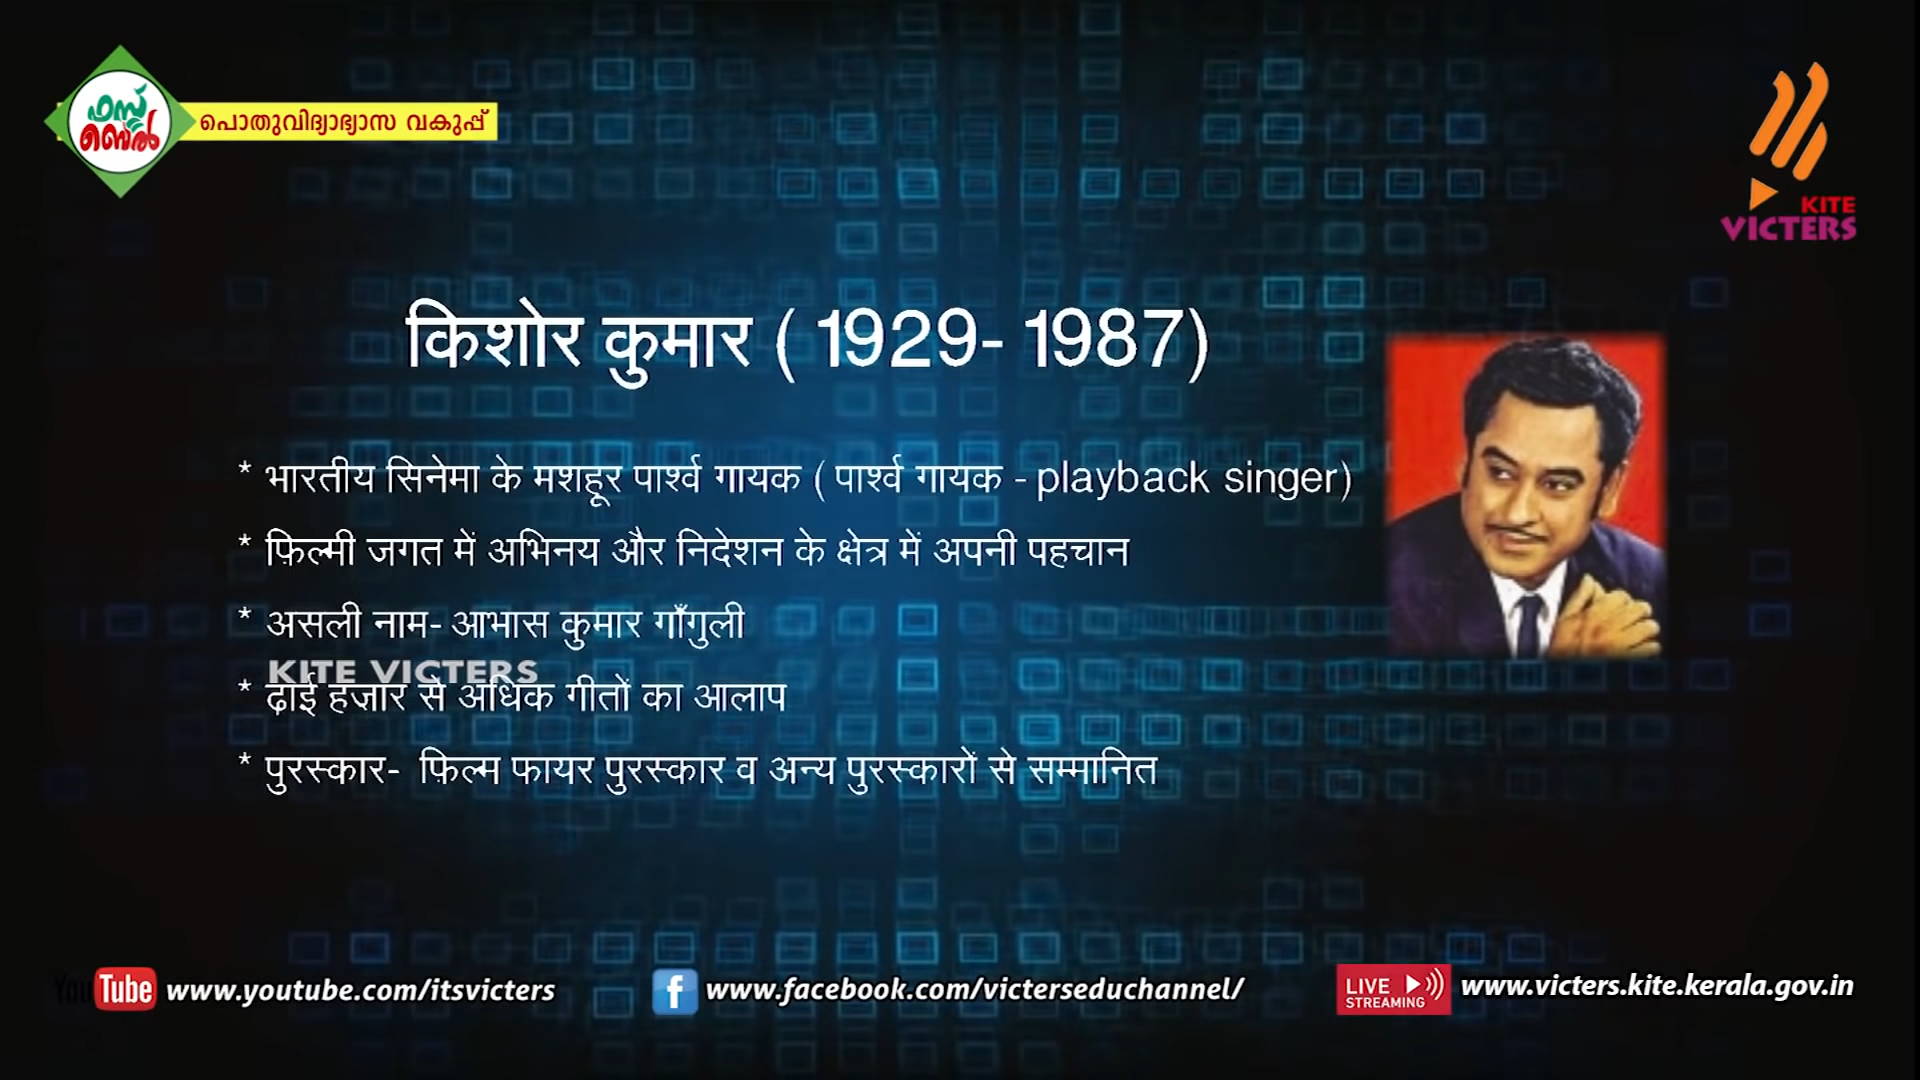 ഫസ്റ്റ്
ബെൽ
പൊതുവിദ്യാഭ്യാസ വകുപ്പ്
KITE
VICTERS
किशोर कुमार ( 1929- 1987)
* भारतीय सिनेमा के मशहूर पार्श्व गायक ( पार्श्व गायक - playback singer)
* फ़िल्मी जगत में अभिनय और निदेशन के क्षेत्र में अपनी पहचान
* असली नाम- आभास कुमार गाँगुली
KITE VICTERS
* ढ़ाई हज़ार से अधिक गीतों का आलाप
* पुरस्कार- फ़िल्म फायर पुरस्कार व अन्य पुरस्कारों से सम्मानित
YouTube www.youtube.com/itsvicters
f www.facebook.com/victerseduchannel/
LIVE
STREAMING
www.victers.kite.kerala.gov.in